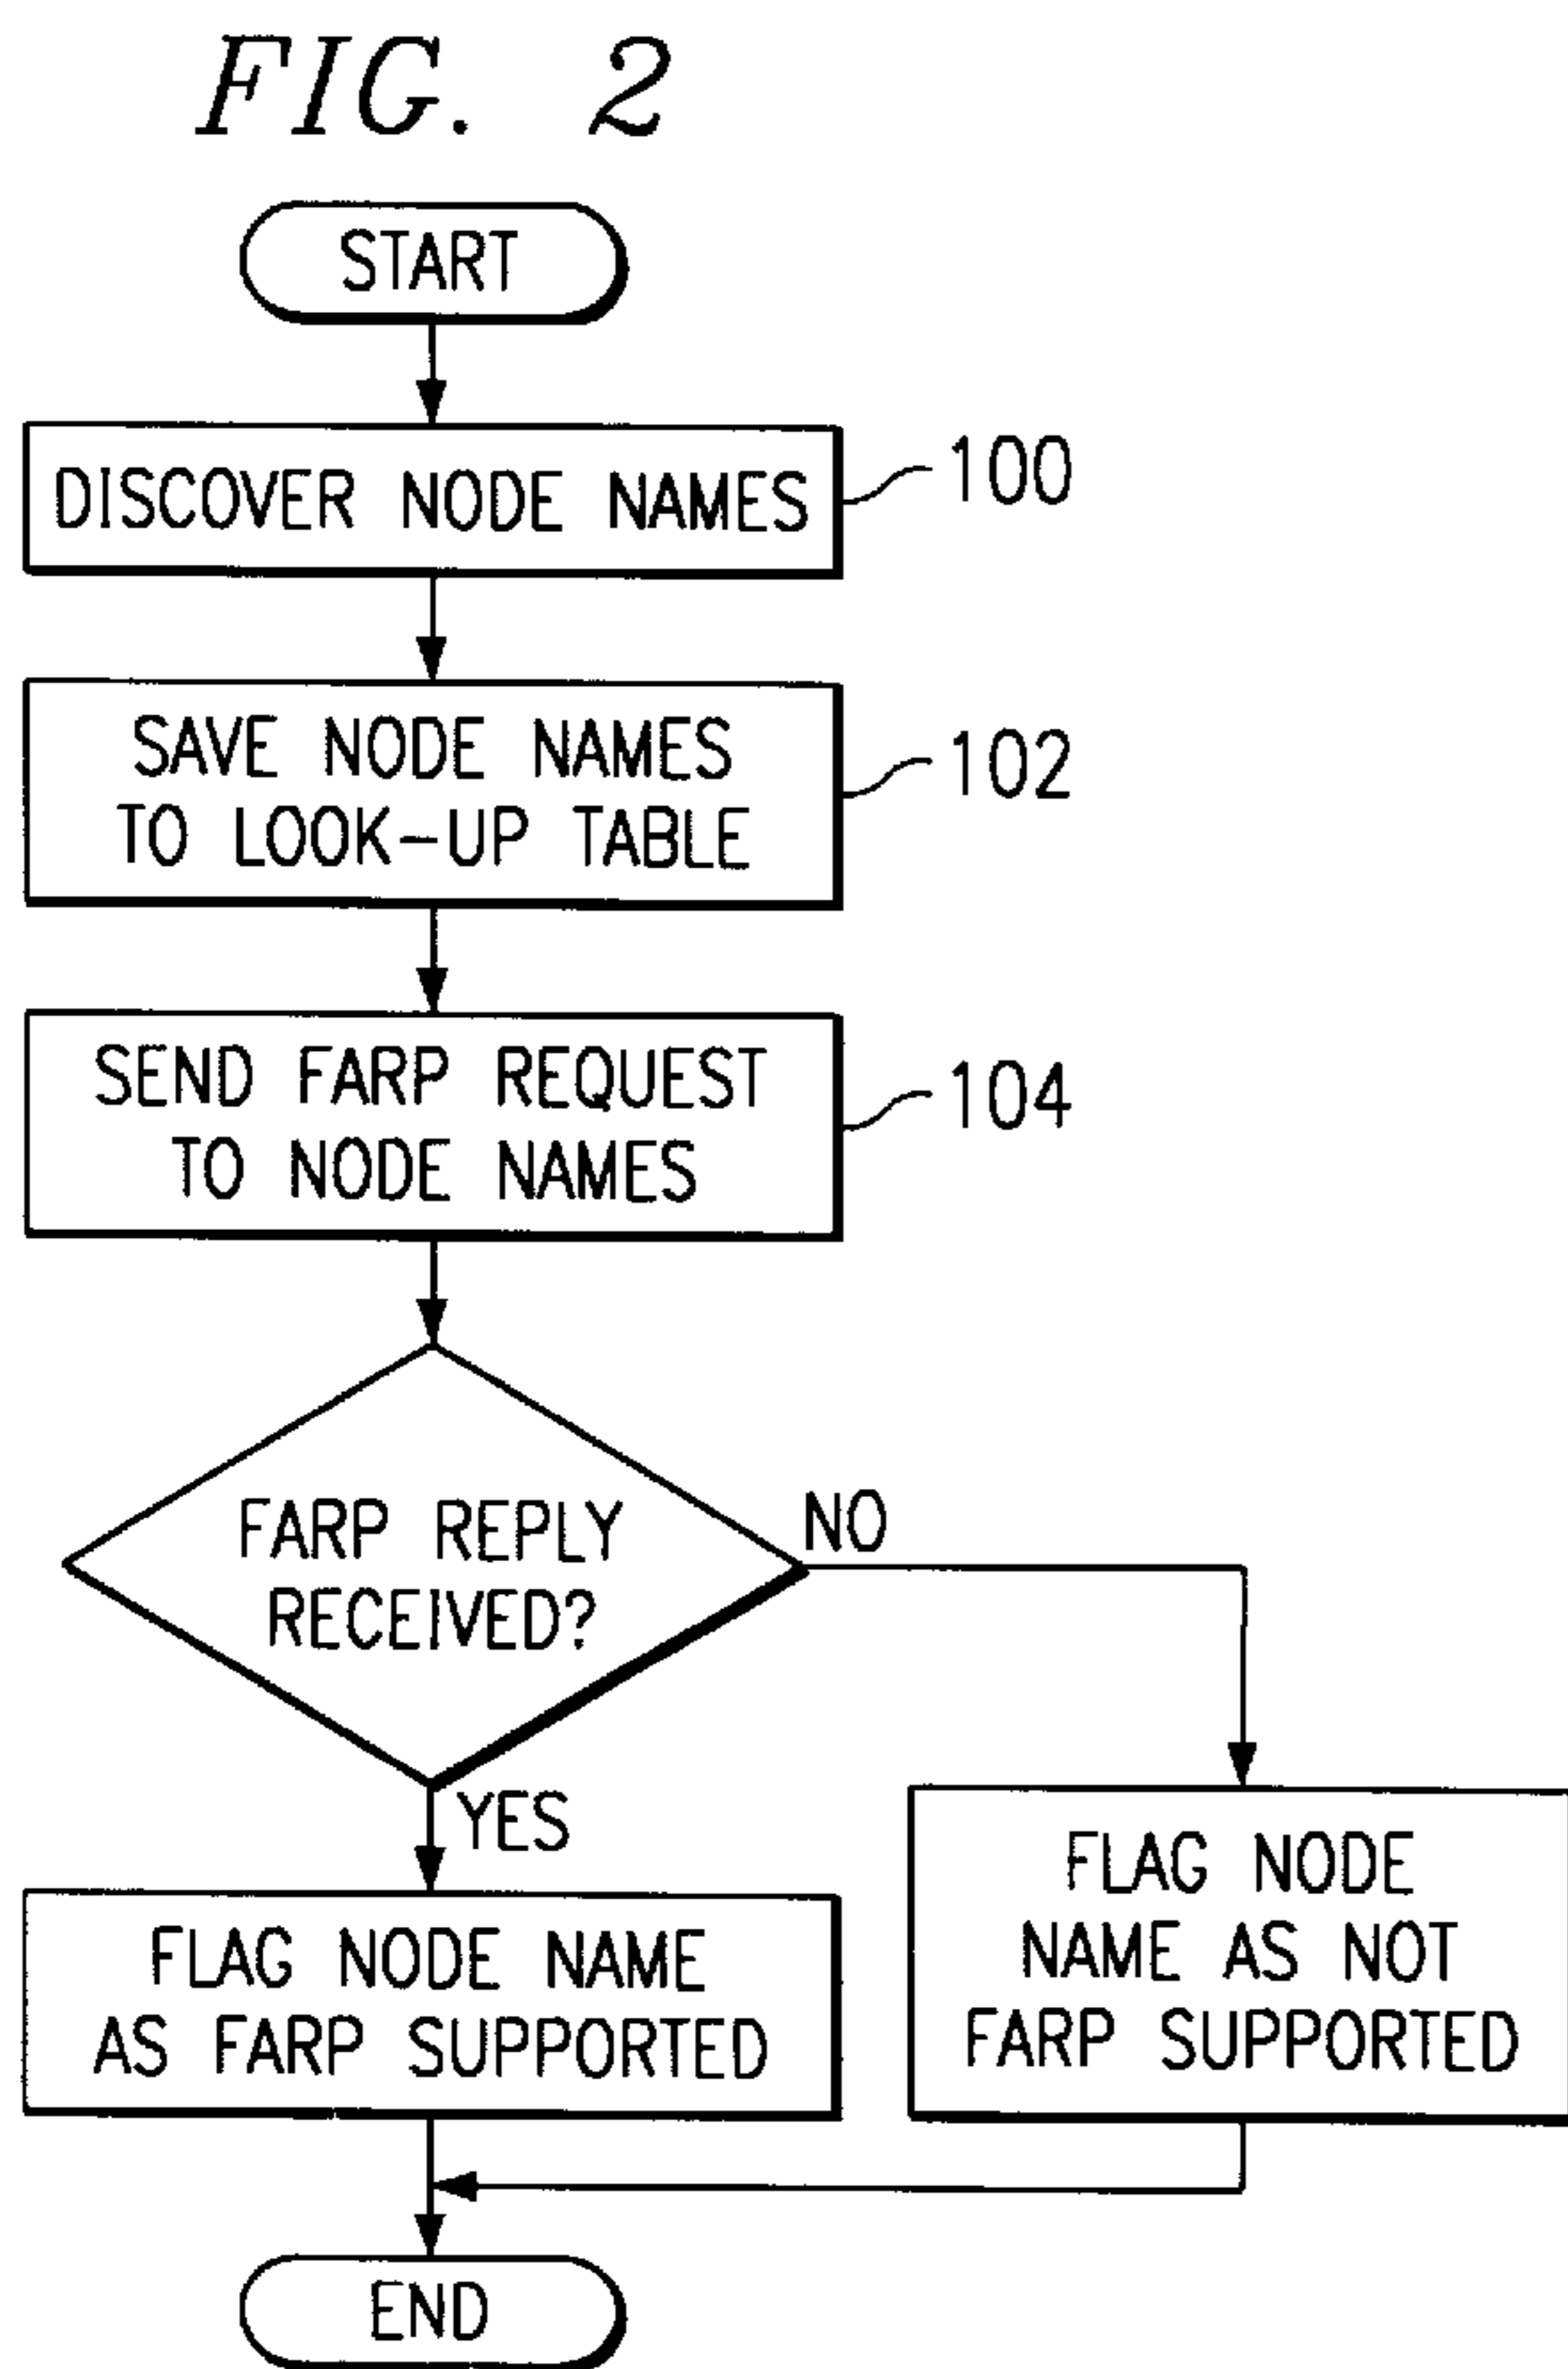 FIG. 2
START
DISCOVER NODE NAMES
100
SAVE NODE NAMES
TO LOOK-UP TABLE
102
SEND FARP REQUEST
TO NODE NAMES
104
FARP REPLY
RECEIVED?
NO
YES
FLAG NODE NAME
AS FARP SUPPORTED
FLAG NODE
NAME AS NOT
FARP SUPPORTED
END